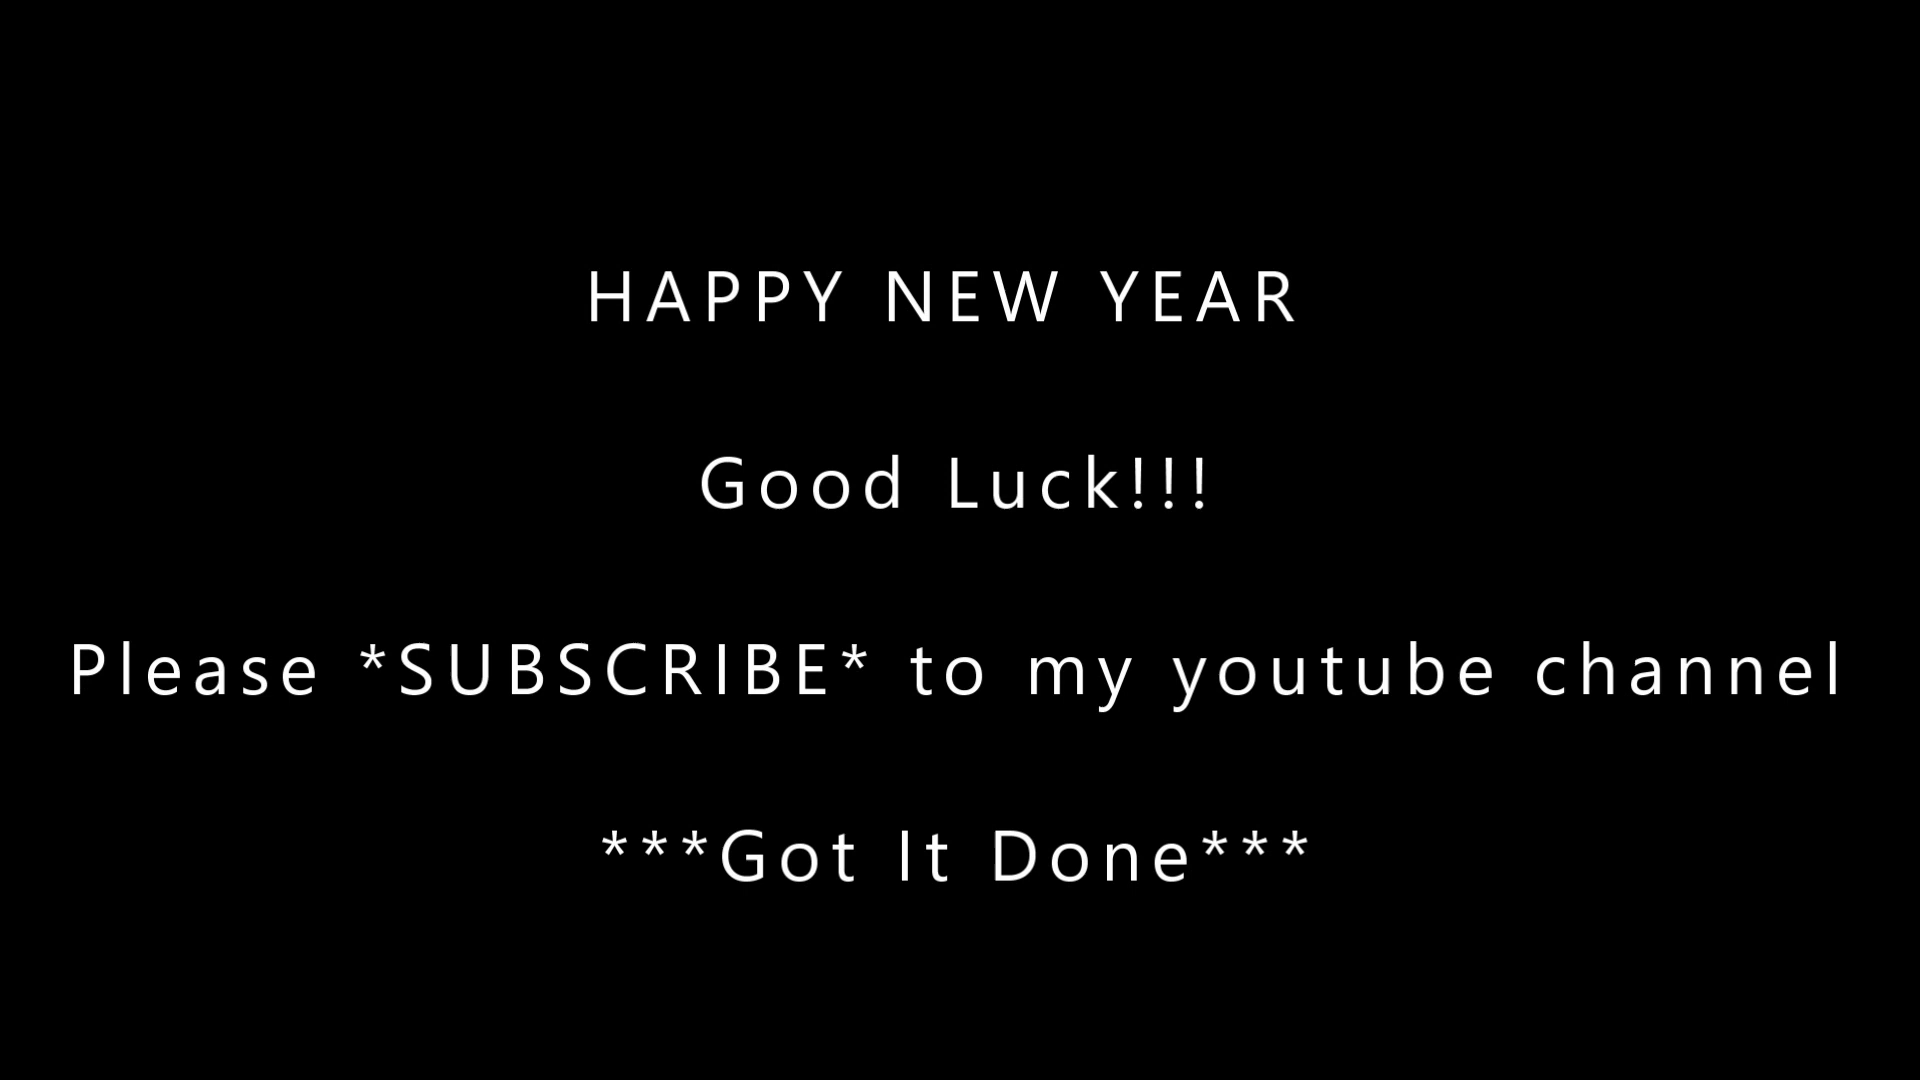 HAPPY NEW YEAR
Good Luck!!!
Please *SUBSCRIBE* to my youtube channel
***Got It Done***